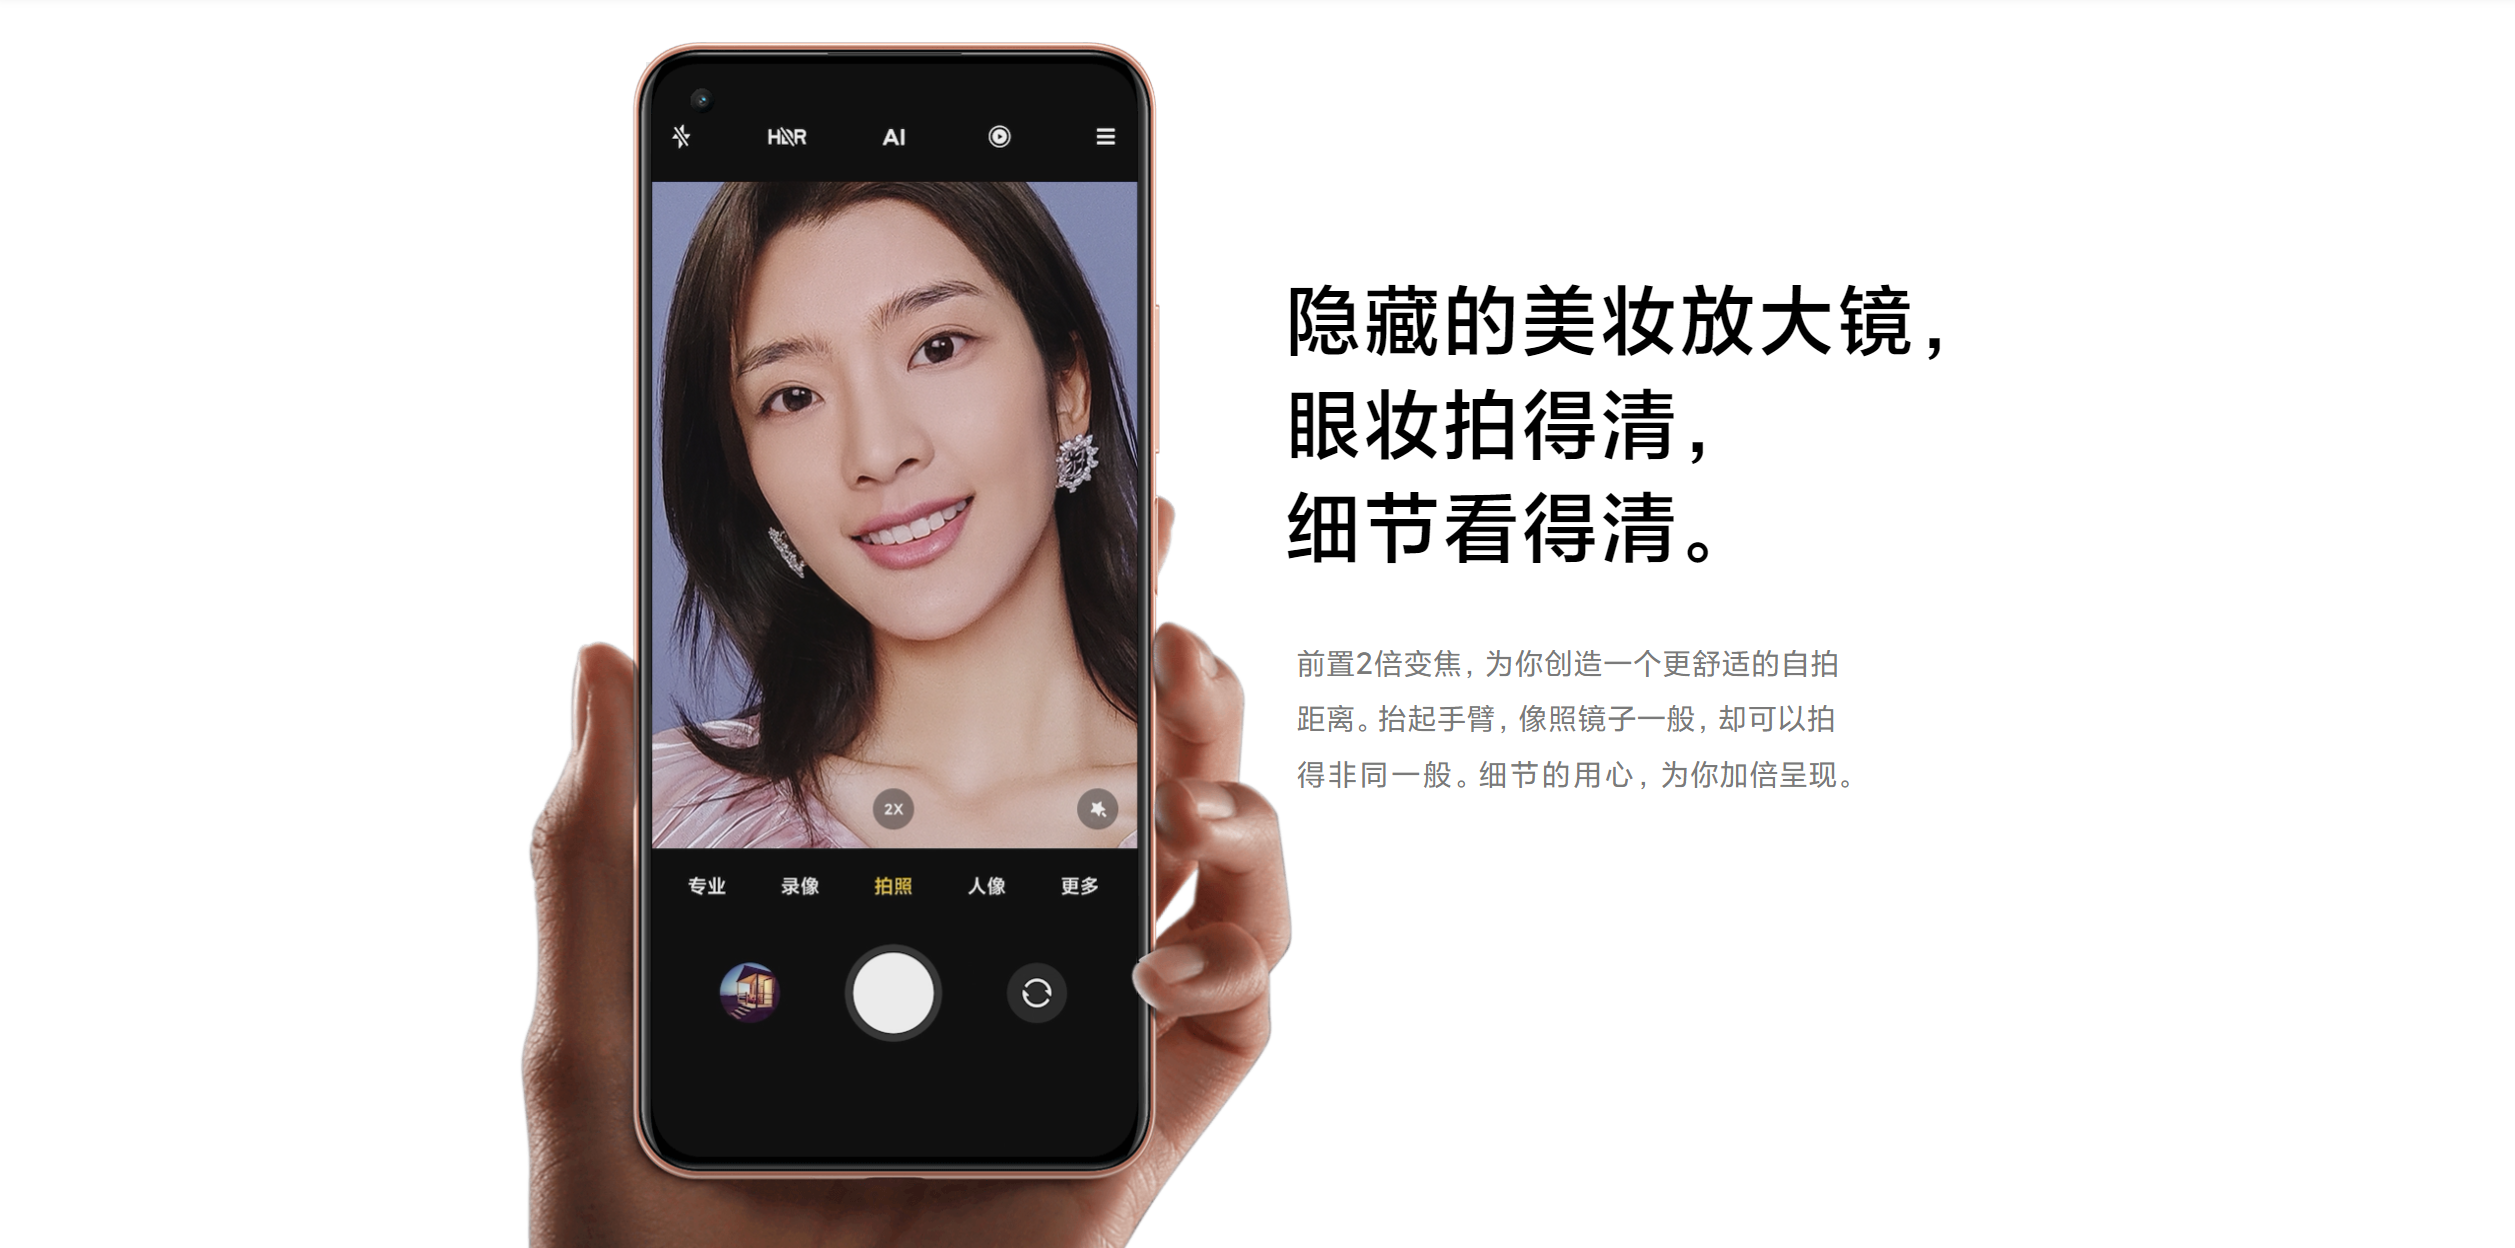 HDR
AI
2X
专业 录像 拍照 人像 更多
隐藏的美妆放大镜，
眼妆拍得清，
细节看得清。
前置2倍变焦，为你创造一个更舒适的自拍
距离。抬起手臂，像照镜子一般，却可以拍
得非同一般。细节的用心，为你加倍呈现。